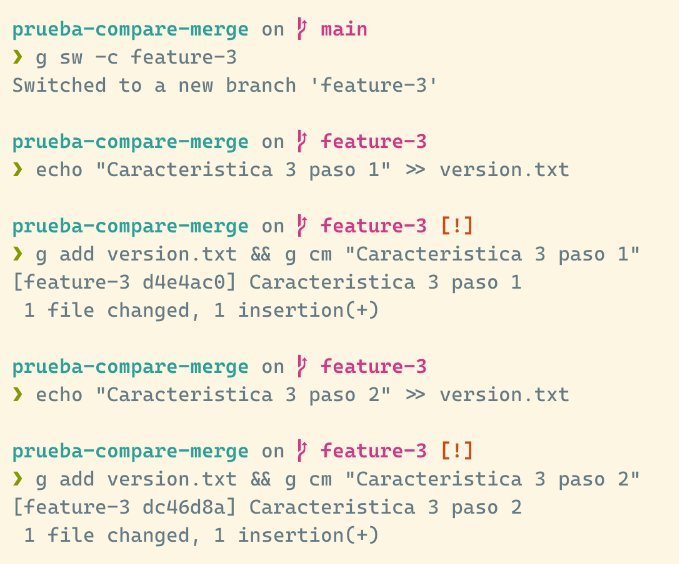 prueba-compare-merge on main
❯ g sw -c feature-3
Switched to a new branch 'feature-3'
prueba-compare-merge on feature-3
❯ echo "Caracteristica 3 paso 1" >> version.txt
prueba-compare-merge on feature-3 [!]
❯ g add version.txt && g cm "Caracteristica 3 paso 1"
[feature-3 d4e4ac0] Caracteristica 3 paso 1
1 file changed, 1 insertion(+)
prueba-compare-merge on feature-3
❯ echo "Caracteristica 3 paso 2" >> version.txt
prueba-compare-merge on feature-3 [!]
❯ g add version.txt && g cm "Caracteristica 3 paso 2"
[feature-3 dc46d8a] Caracteristica 3 paso 2
1 file changed, 1 insertion(+)